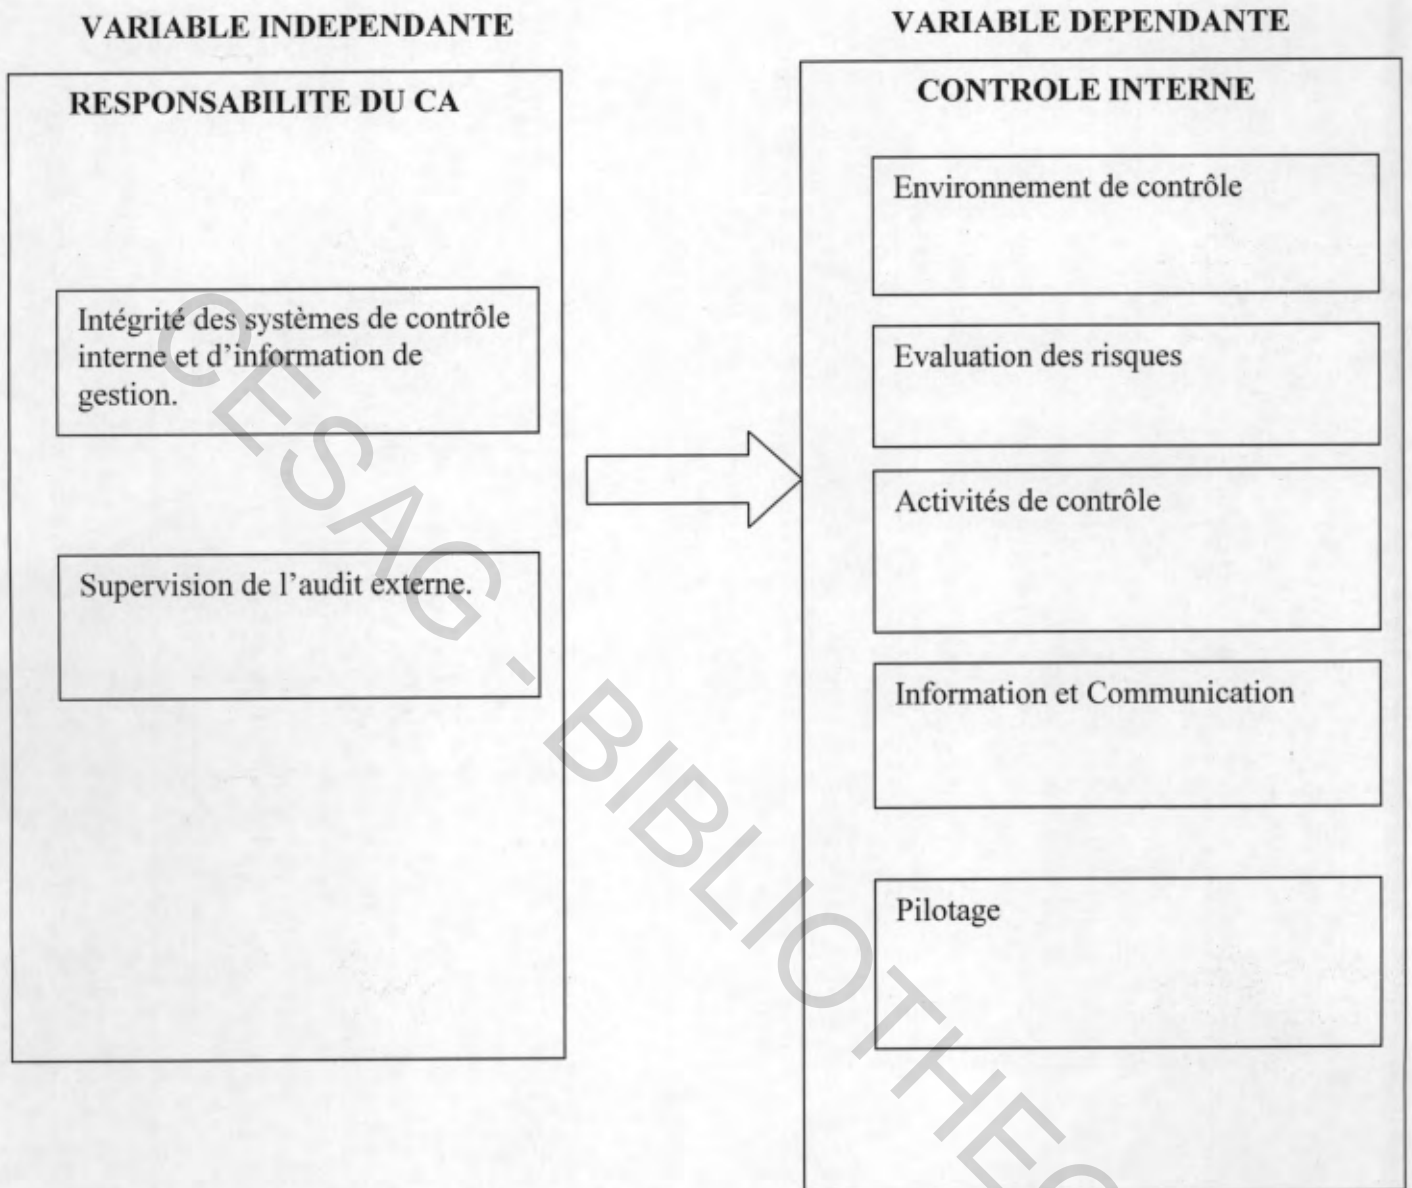 VARIABLE INDEPENDANTE
RESPONSABILITE DU CA
Intégrité des systèmes de contrôle
interne et d'information de
gestion.
Supervision de l'audit externe.
VARIABLE DEPENDANTE
CONTROLE INTERNE
Environnement de contrôle
Evaluation des risques
Activités de contrôle
Information et Communication
Pilotage
CESAG - BIBLIOTHEQ